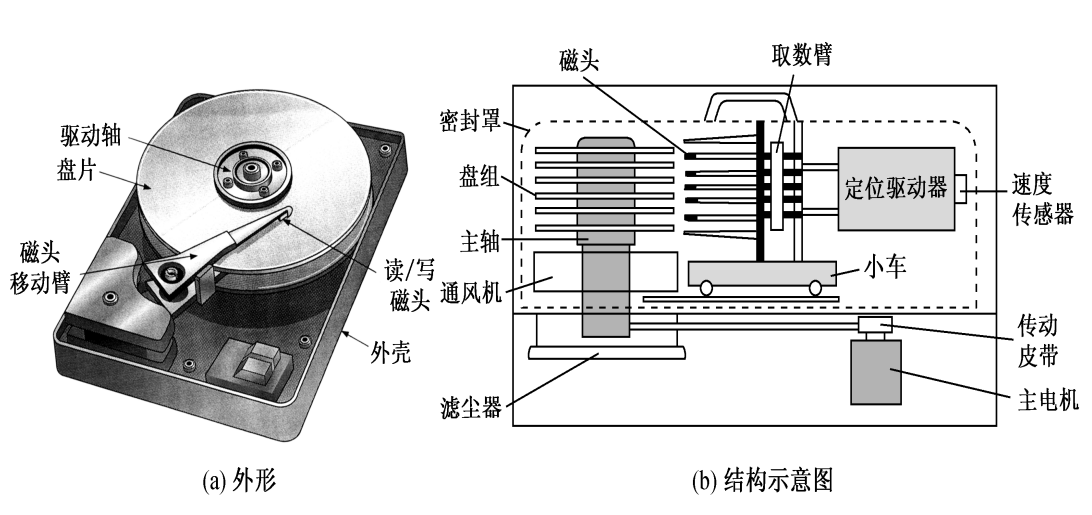 驱动轴
盘片
磁头
移动臂
读/写
磁头
外壳
(a) 外形
磁头
取数臂
密封罩
盘组
主轴
通风机
滤尘器
定位驱动器
速度
传感器
小车
传动
皮带
主电机
(b) 结构示意图